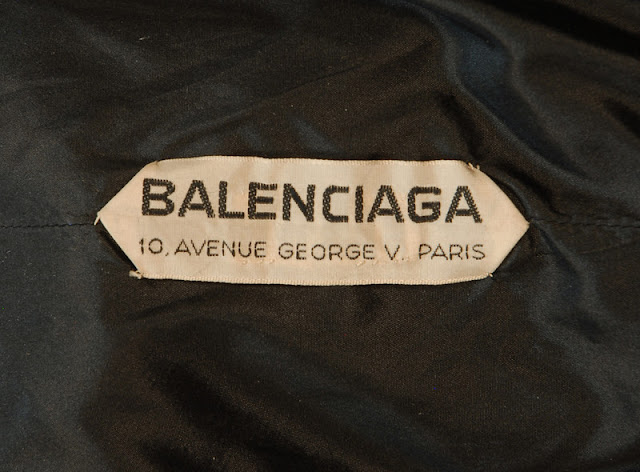 BALENCIAGA
10, AVENUE GEORGE V, PARIS